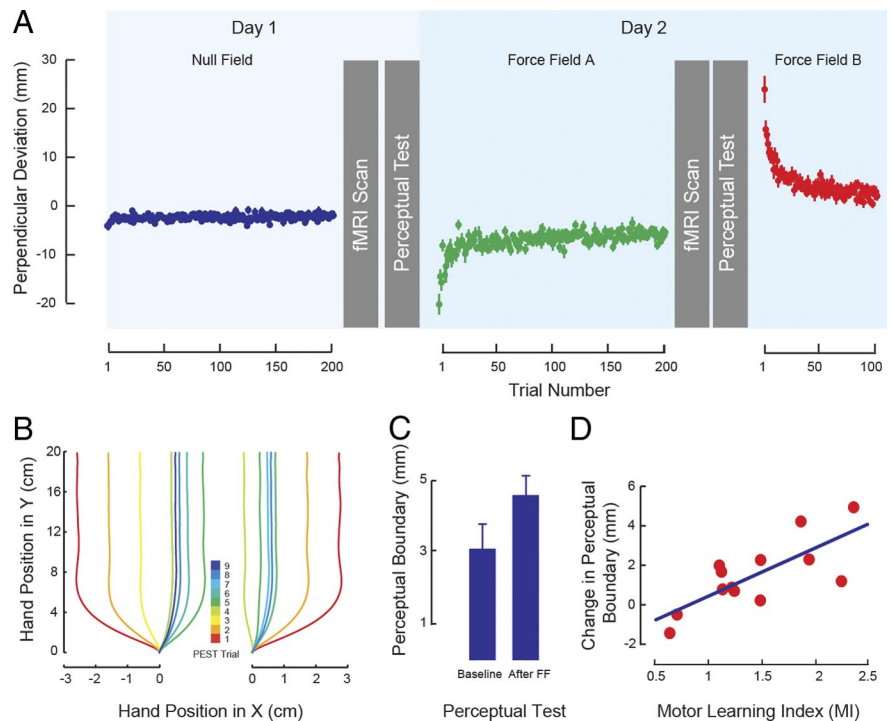 A
Day 1
Day 2
Null Field
Force Field A
Force Field B
Perpendicular Deviation (mm)
30
20
10
0
-10
-20
fMRI Scan
Perceptual Test
fMRI Scan
Perceptual Test
1 50 100 150 200
1 50 100 150 200
1 50 100
Trial Number
B
Hand Position in Y (cm)
20
16
12
8
4
0
9
8
7
6
5
4
3
2
1
PEST Trial
-3 -2 -1 0
0 1 2 3
Hand Position in X (cm)
C
Perceptual Boundary (mm)
5
3
1
Baseline After FF
Perceptual Test
D
Change in Perceptual
Boundary (mm)
6
4
2
0
-2
0.5 1 1.5 2 2.5
Motor Learning Index (MI)